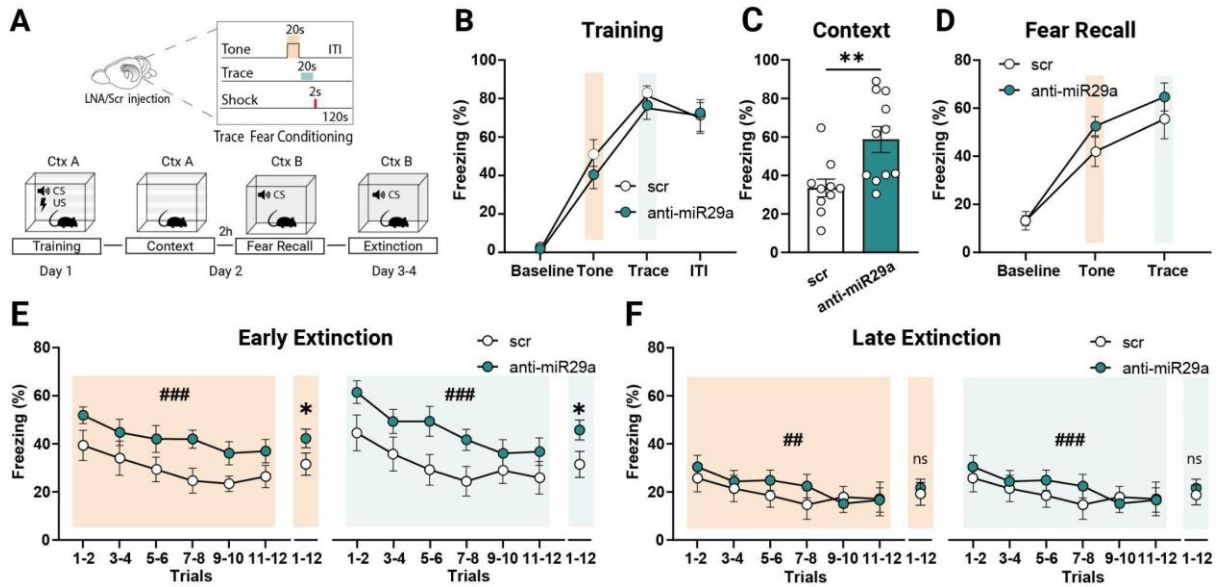 A
20s
Tone
ITI
20s
Trace
2s
Shock
120s
LNA/Scr injection
Trace Fear Conditioning
Ctx A
Ctx A
Ctx B
Ctx B
CS
US
CS
CS
2h
Training
Context
Fear Recall
Extinction
Day 1
Day 2
Day 3-4
B
Training
Freezing (%)
100
80
60
40
20
0
scr
anti-miR29a
Baseline
Tone
Trace
ITI
C
Context
**
Freezing (%)
100
80
60
40
20
0
scr
anti-miR29a
D
Fear Recall
scr
anti-miR29a
Freezing (%)
80
60
40
20
0
Baseline
Tone
Trace
E
Early Extinction
scr
anti-miR29a
Freezing (%)
80
60
40
20
0
###
*
###
*
1-2 3-4 5-6 7-8 9-10 11-12 1-12
Trials
1-2 3-4 5-6 7-8 9-10 11-12 1-12
Trials
F
Late Extinction
scr
anti-miR29a
Freezing (%)
80
60
40
20
0
##
ns
###
ns
1-2 3-4 5-6 7-8 9-10 11-12 1-12
Trials
1-2 3-4 5-6 7-8 9-10 11-12 1-12
Trials